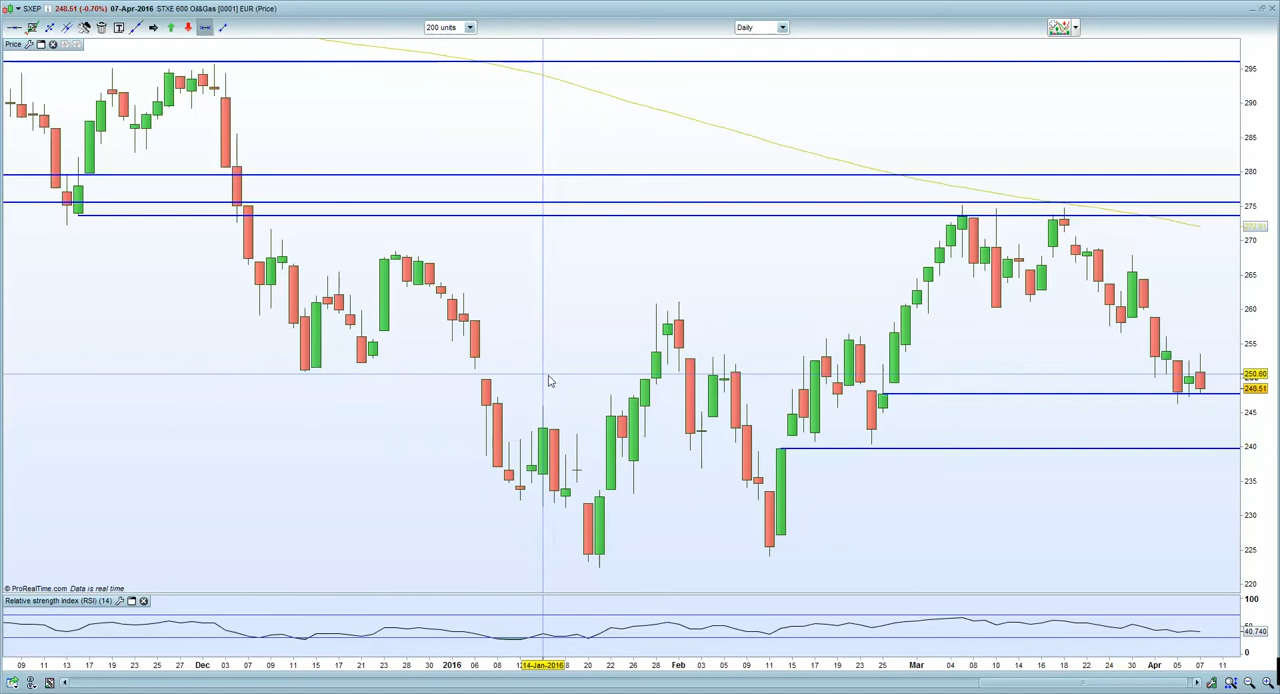 SXEP 248.51 (-0.70%) 07-Apr-2016 STXE 600 Oil&Gas [0001] EUR (Price)
200 units
Daily
Price
295
290
285
280
275
270
265
260
255
250.60
248.51
245
240
235
230
225
220
© ProRealTime.com Data is real time
Relative strength index (RSI) (14)
100
40.740
0
09 11 13 17 19 23 25 27 Dec 03 07 09 11 15 17 21 23 28 30 2016 06 08 14-Jan-2016 20 22 26 28 Feb 03 05 09 11 15 17 19 23 25 Mar 04 08 10 14 16 18 22 24 30 Apr 05 07 11